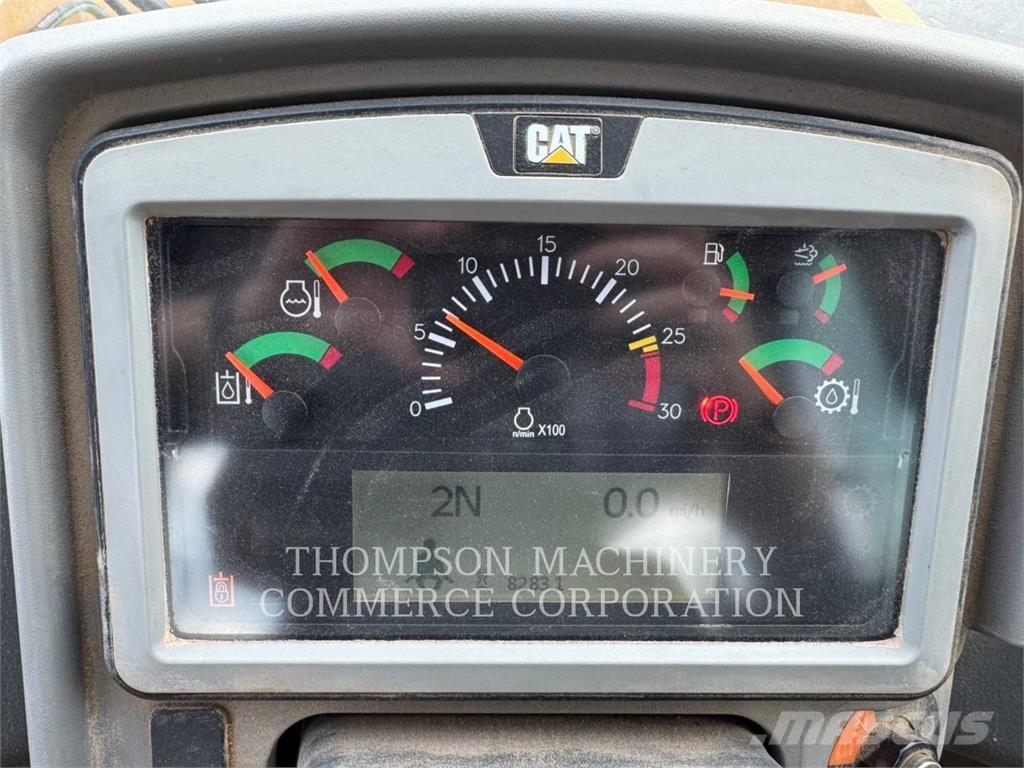 CAT®
15
10
20
5
25
0
30
n/min X100
P
2N 0.0 mi/h
8283.1
THOMPSON MACHINERY
COMMERCE CORPORATION
MASCUS